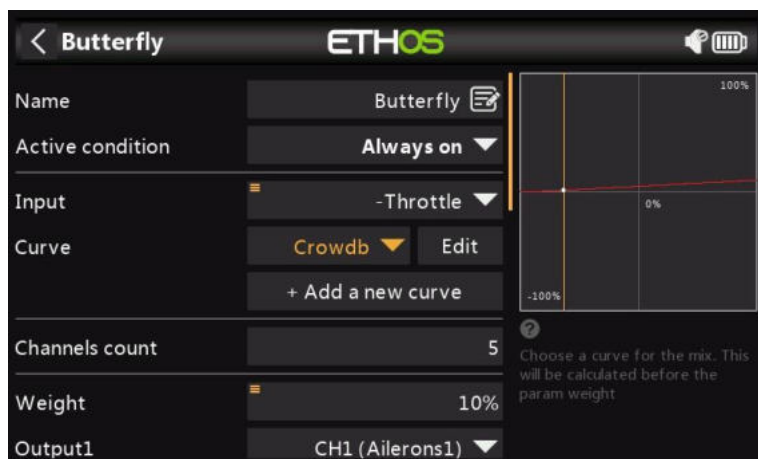 < Butterfly ETHOS
Name Butterfly
Active condition Always on
Input -Throttle
Curve Crowdb Edit
+ Add a new curve
Channels count 5
Weight 10%
Output1 CH1 (Ailerons1)
100%
0%
-100%
?
Choose a curve for the mix. This
will be calculated before the
param weight